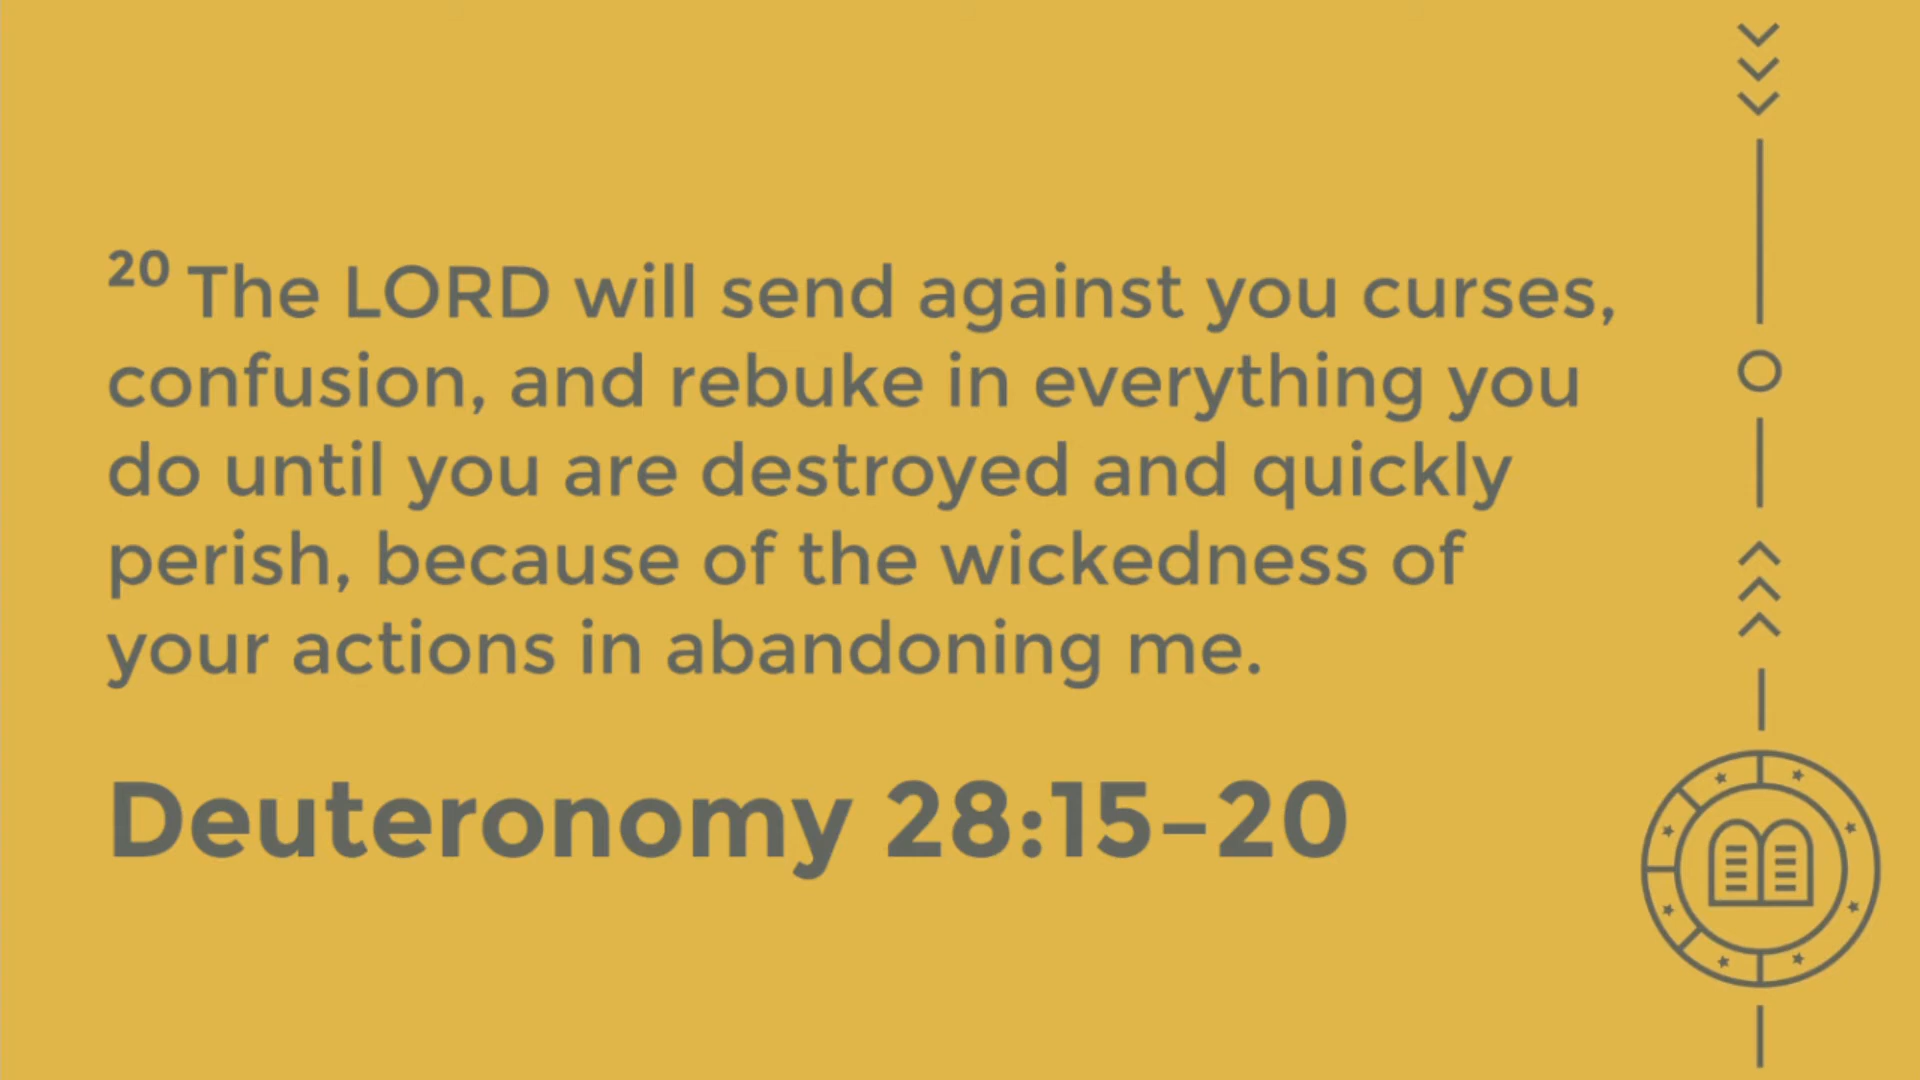 20 The LORD will send against you curses,
confusion, and rebuke in everything you
do until you are destroyed and quickly
perish, because of the wickedness of
your actions in abandoning me.
Deuteronomy 28:15–20